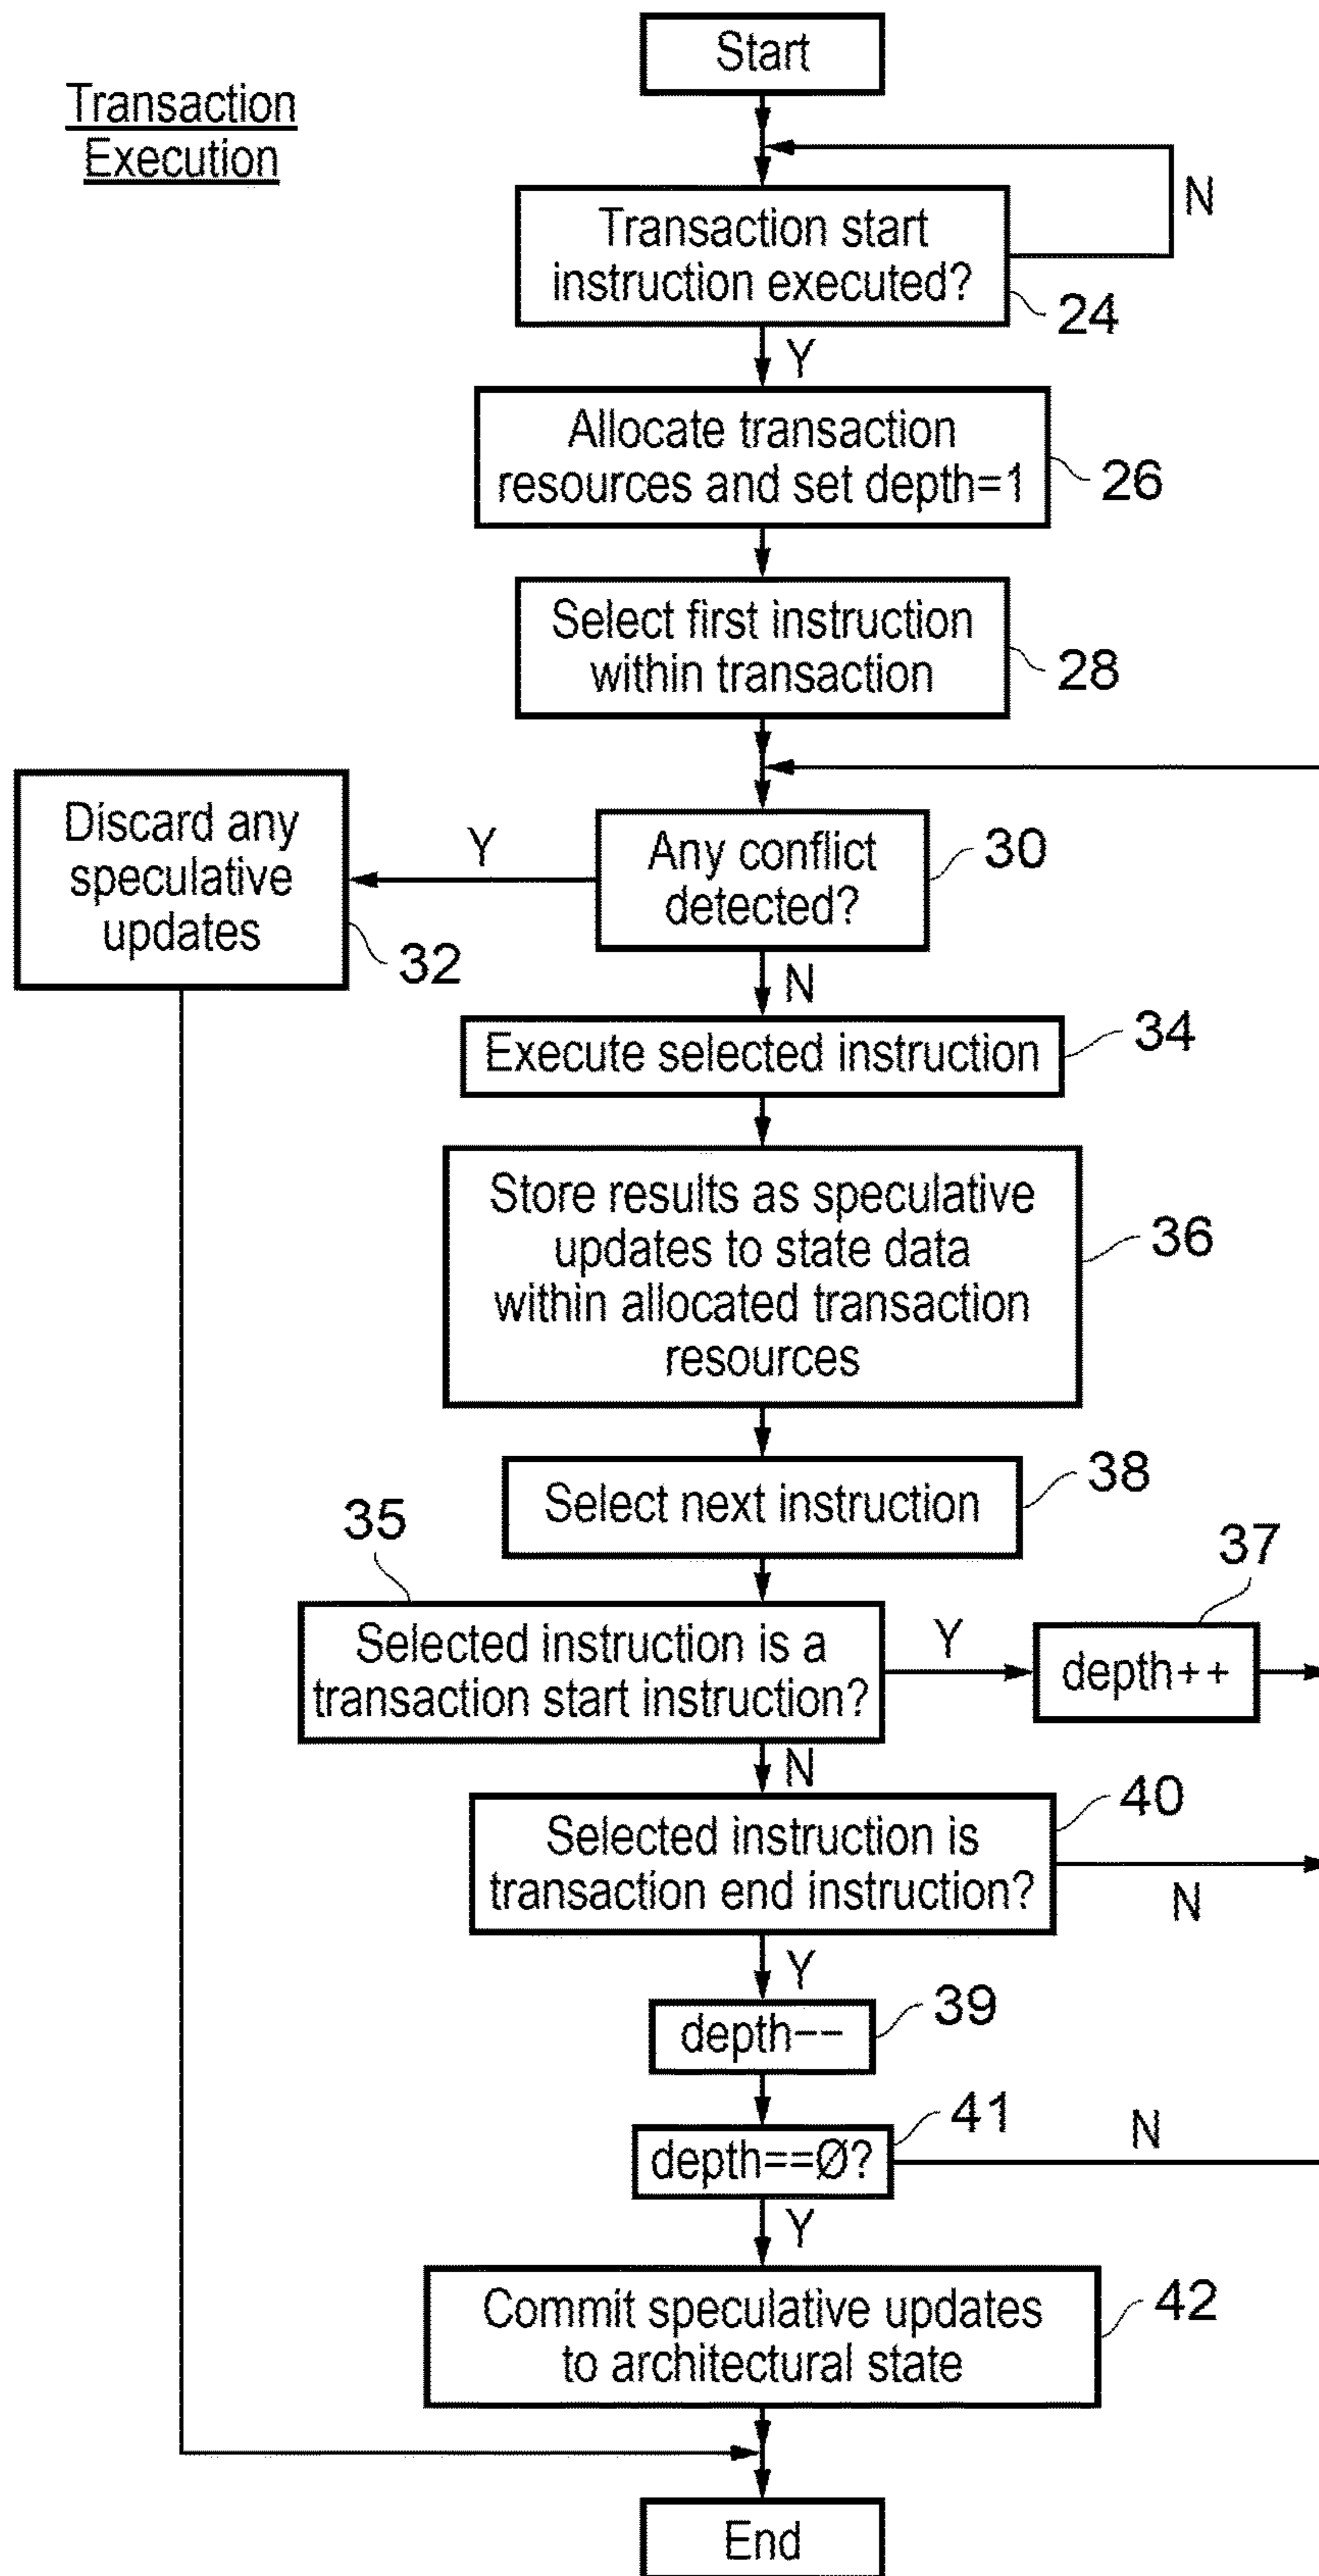 Transaction
Execution
Start
N
Transaction start
instruction executed?
24
Y
Allocate transaction
resources and set depth=1
26
Select first instruction
within transaction
28
Discard any
speculative
updates
32
Y
Any conflict
detected?
30
N
Execute selected instruction
34
Store results as speculative
updates to state data
within allocated transaction
resources
36
Select next instruction
38
35
Selected instruction is a
transaction start instruction?
Y
37
depth++
N
Selected instruction is
transaction end instruction?
40
N
Y
depth--
39
depth==Ø?
41
N
Y
Commit speculative updates
to architectural state
42
End